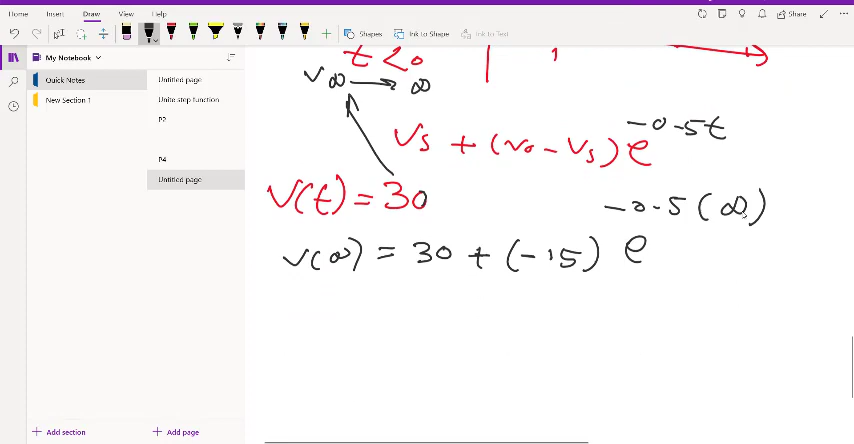 Home Insert Draw View Help
Share
Shapes Ink to Shape Ink to Text
My Notebook
Quick Notes
New Section 1
Untitled page
Unite step function
P2
P4
Untitled page
Add section
Add page
t < 0
V∞ → ∞
Vs + (V0 - Vs) e^-0.5t
V(t) = 30
V(∞) = 30 + (-15) e^-0.5(∞)